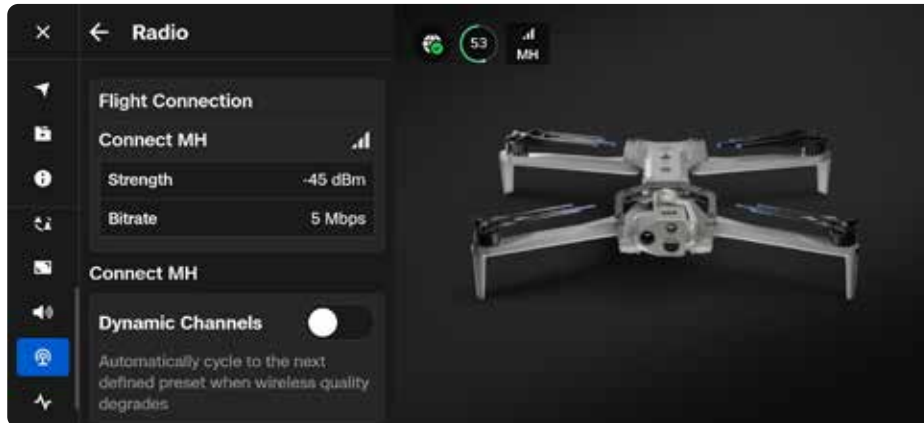 Radio
53
MH
Flight Connection
Connect MH
Strength -45 dBm
Bitrate 5 Mbps
Connect MH
Dynamic Channels
Automatically cycle to the next
defined preset when wireless quality
degrades